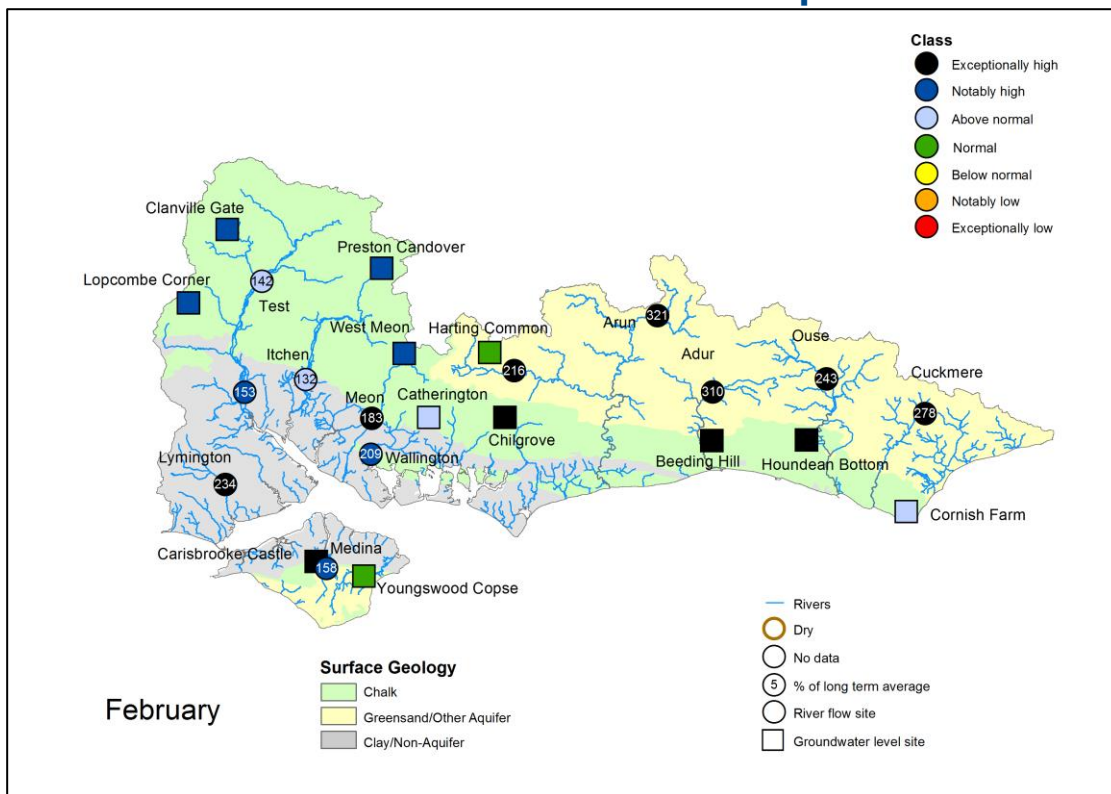 Class
Exceptionally high
Notably high
Above normal
Normal
Below normal
Notably low
Exceptionally low
Clanville Gate
Preston Candover
Lopcombe Corner
142
Test
West Meon
Harting Common
321
Arun
Adur
Ouse
Itchen
216
132
153
243
Cuckmere
310
Meon
Catherington
183
278
Chilgrove
209
Wallington
Beeding Hill
Houndean Bottom
Lymington
234
Cornish Farm
Carisbrooke Castle
Medina
158
Youngswood Copse
Rivers
Dry
No data
5
% of long term average
River flow site
Groundwater level site
Surface Geology
Chalk
Greensand/Other Aquifer
Clay/Non-Aquifer
February